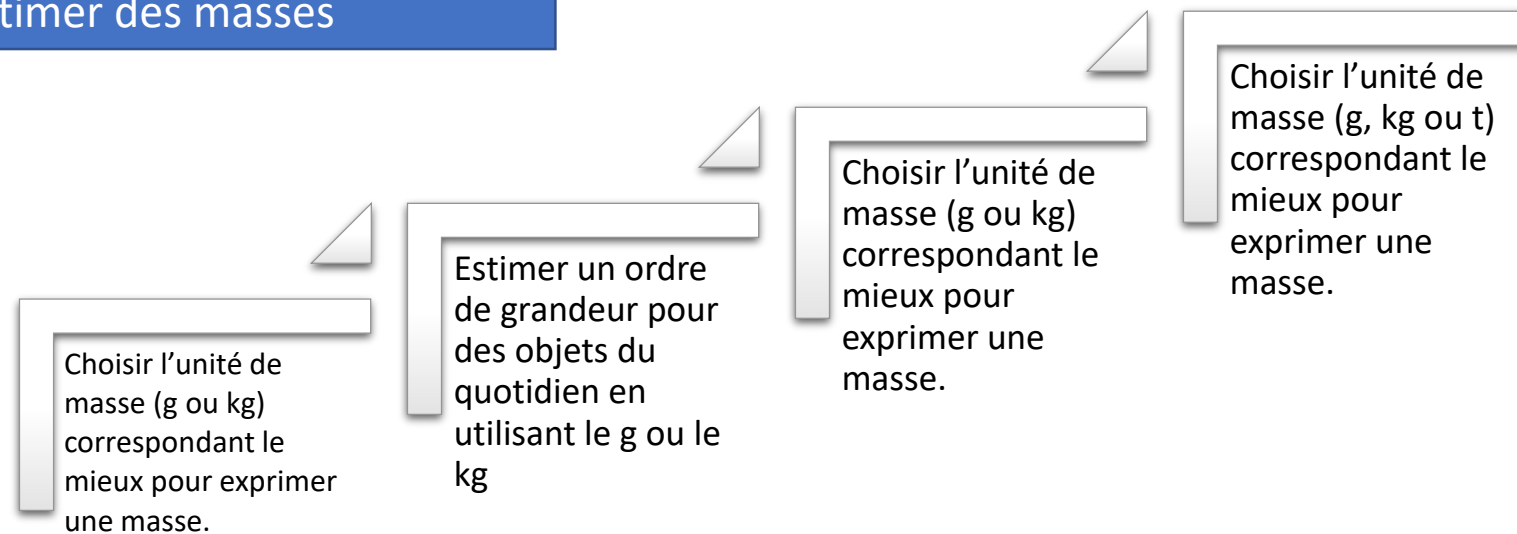 timer des masses
Choisir l’unité de
masse (g ou kg)
correspondant le
mieux pour exprimer
une masse.
Estimer un ordre
de grandeur pour
des objets du
quotidien en
utilisant le g ou le
kg
Choisir l’unité de
masse (g ou kg)
correspondant le
mieux pour
exprimer une
masse.
Choisir l’unité de
masse (g, kg ou t)
correspondant le
mieux pour
exprimer une
masse.